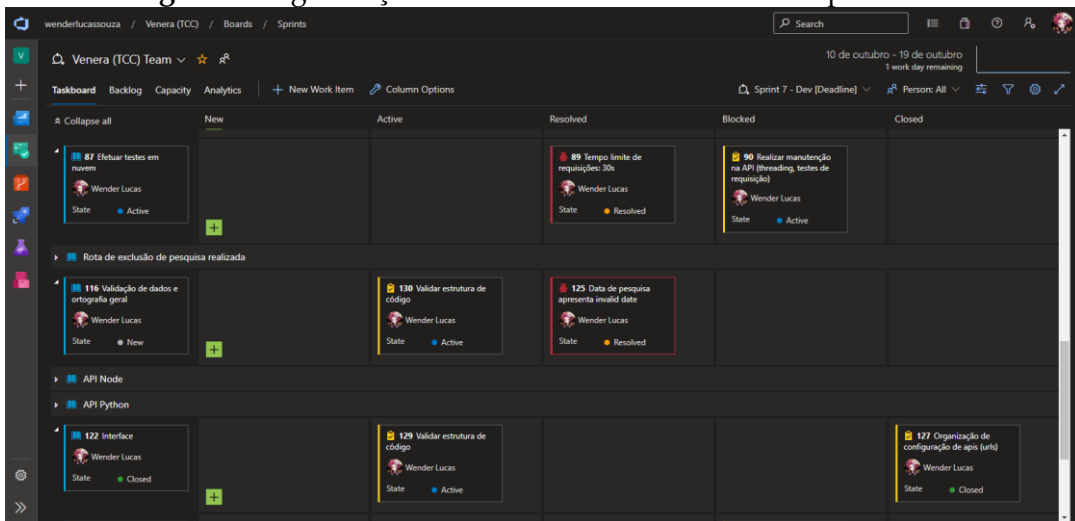 wenderlucassouza / Venera (TCC) / Boards / Sprints
Search
V
Venera (TCC) Team
10 de outubro - 19 de outubro
1 work day remaining
Taskboard Backlog Capacity Analytics
New Work Item
Column Options
Sprint 7 - Dev [Deadline]
Person: All
Collapse all
New
Active
Resolved
Blocked
Closed
87 Efetuar testes em
nuvem
Wender Lucas
State Active
89 Tempo limite de
requisições: 30s
Wender Lucas
State Resolved
90 Realizar manutenção
na API (threading, testes de
requisição)
Wender Lucas
State Active
Rota de exclusão de pesquisa realizada
116 Validação de dados e
ortografia geral
Wender Lucas
State New
130 Validar estrutura de
código
Wender Lucas
State Active
125 Data de pesquisa
apresenta invalid date
Wender Lucas
State Resolved
API Node
API Python
122 Interface
Wender Lucas
State Closed
129 Validar estrutura de
código
Wender Lucas
State Active
127 Organização de
configuração de apis (urls)
Wender Lucas
State Closed